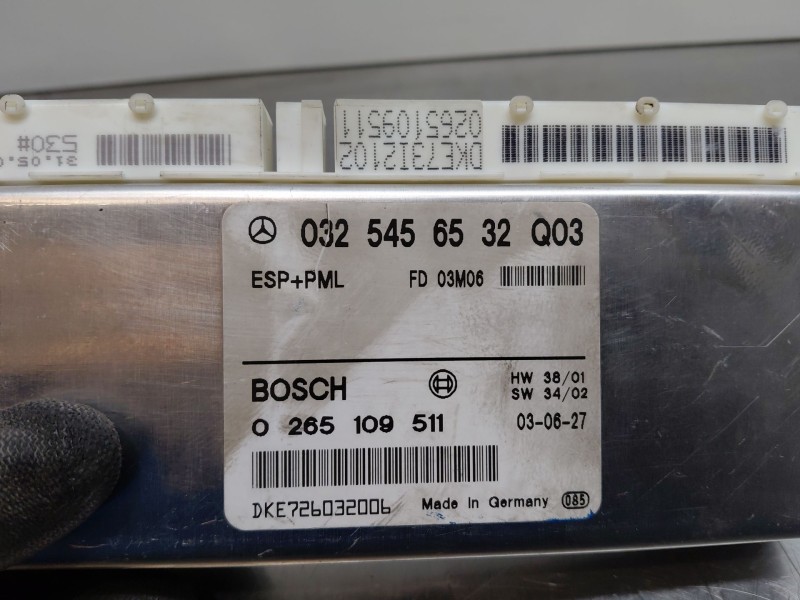 31.05.0
530#
DKE73I2102
0265109511
032 545 65 32 Q03
ESP+PML FD 03M06
BOSCH
HW 38/01
SW 34/02
0 265 109 511 03-06-27
DKE726032006 Made in Germany 085